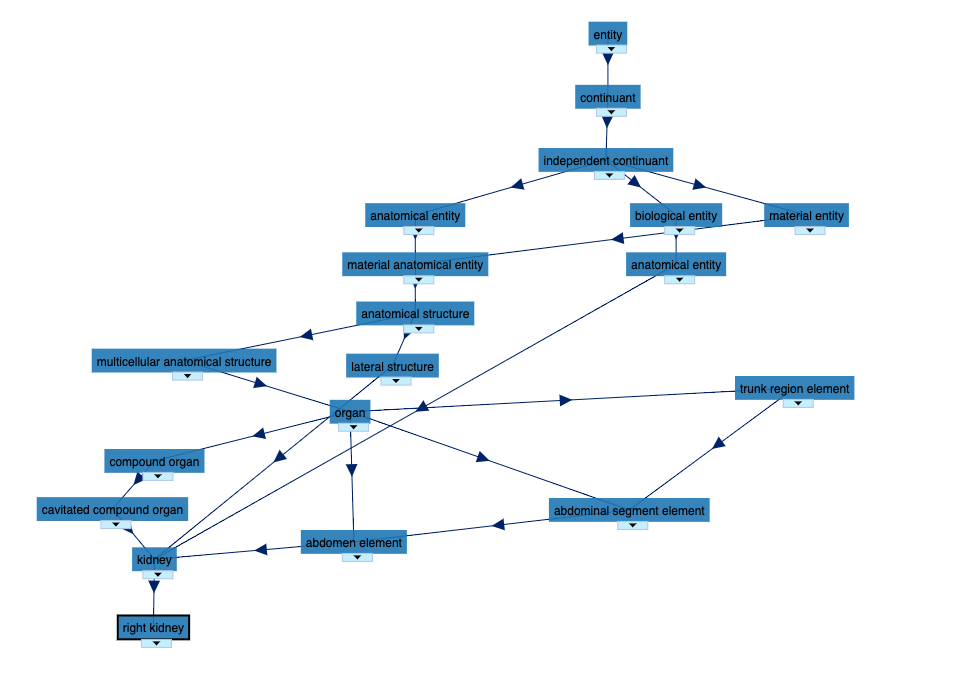 entity
continuant
independent continuant
anatomical entity
biological entity
material entity
material anatomical entity
anatomical entity
anatomical structure
multicellular anatomical structure
lateral structure
trunk region element
organ
compound organ
cavitated compound organ
abdominal segment element
abdomen element
kidney
right kidney